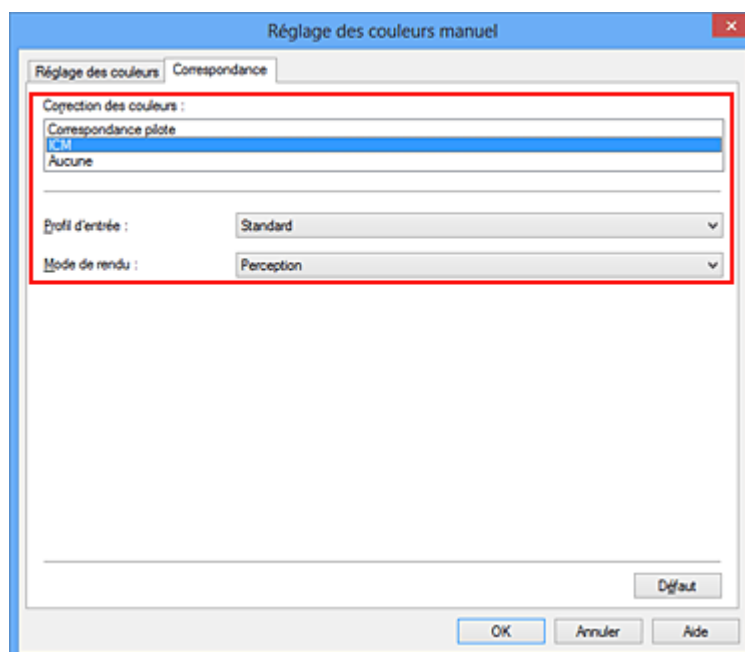 Réglage des couleurs manuel
Réglage des couleurs Correspondance
Correction des couleurs :
Correspondance pilote
ICM
Aucune
Profil d'entrée : Standard
Mode de rendu : Perception
Défaut
OK Annuler Aide